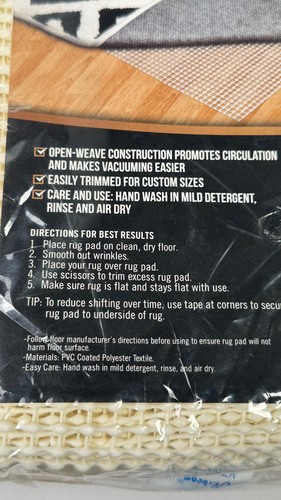 OPEN-WEAVE CONSTRUCTION PROMOTES CIRCULATION
AND MAKES VACUUMING EASIER
EASILY TRIMMED FOR CUSTOM SIZES
CARE AND USE: HAND WASH IN MILD DETERGENT,
RINSE AND AIR DRY
DIRECTIONS FOR BEST RESULTS
1. Place rug pad on clean, dry floor.
2. Smooth out wrinkles.
3. Place your rug over rug pad.
4. Use scissors to trim excess rug pad.
5. Make sure rug is flat and stays flat with use.
TIP: To reduce shifting over time, use tape at corners to secu
rug pad to underside of rug.
-Follow floor manufacturer's directions before using to ensure rug pad will not
harm floor surface.
-Materials: PVC Coated Polyester Textile.
-Easy Care: Hand wash in mild detergent, rinse, and air dry.